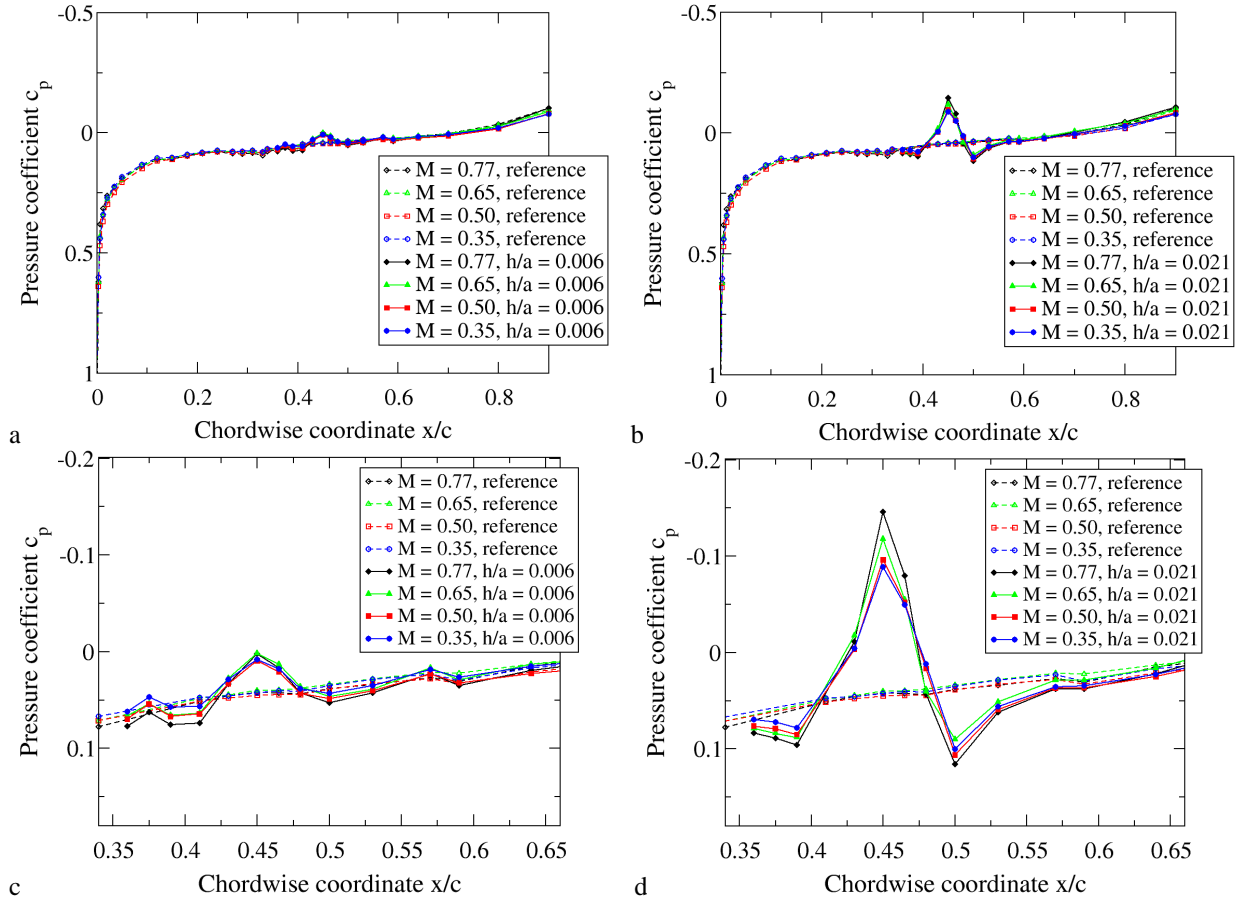 -0.5
0
0.5
1
Pressure coefficient cp
0
0.2
0.4
0.6
0.8
Chordwise coordinate x/c
M = 0.77, reference
M = 0.65, reference
M = 0.50, reference
M = 0.35, reference
M = 0.77, h/a = 0.006
M = 0.65, h/a = 0.006
M = 0.50, h/a = 0.006
M = 0.35, h/a = 0.006
a
-0.5
0
0.5
1
Pressure coefficient cp
0
0.2
0.4
0.6
0.8
Chordwise coordinate x/c
M = 0.77, reference
M = 0.65, reference
M = 0.50, reference
M = 0.35, reference
M = 0.77, h/a = 0.021
M = 0.65, h/a = 0.021
M = 0.50, h/a = 0.021
M = 0.35, h/a = 0.021
b
-0.2
-0.1
0
0.1
Pressure coefficient cp
0.35
0.4
0.45
0.5
0.55
0.6
0.65
Chordwise coordinate x/c
M = 0.77, reference
M = 0.65, reference
M = 0.50, reference
M = 0.35, reference
M = 0.77, h/a = 0.006
M = 0.65, h/a = 0.006
M = 0.50, h/a = 0.006
M = 0.35, h/a = 0.006
c
-0.2
-0.1
0
0.1
Pressure coefficient cp
0.35
0.4
0.45
0.5
0.55
0.6
0.65
Chordwise coordinate x/c
M = 0.77, reference
M = 0.65, reference
M = 0.50, reference
M = 0.35, reference
M = 0.77, h/a = 0.021
M = 0.65, h/a = 0.021
M = 0.50, h/a = 0.021
M = 0.35, h/a = 0.021
d